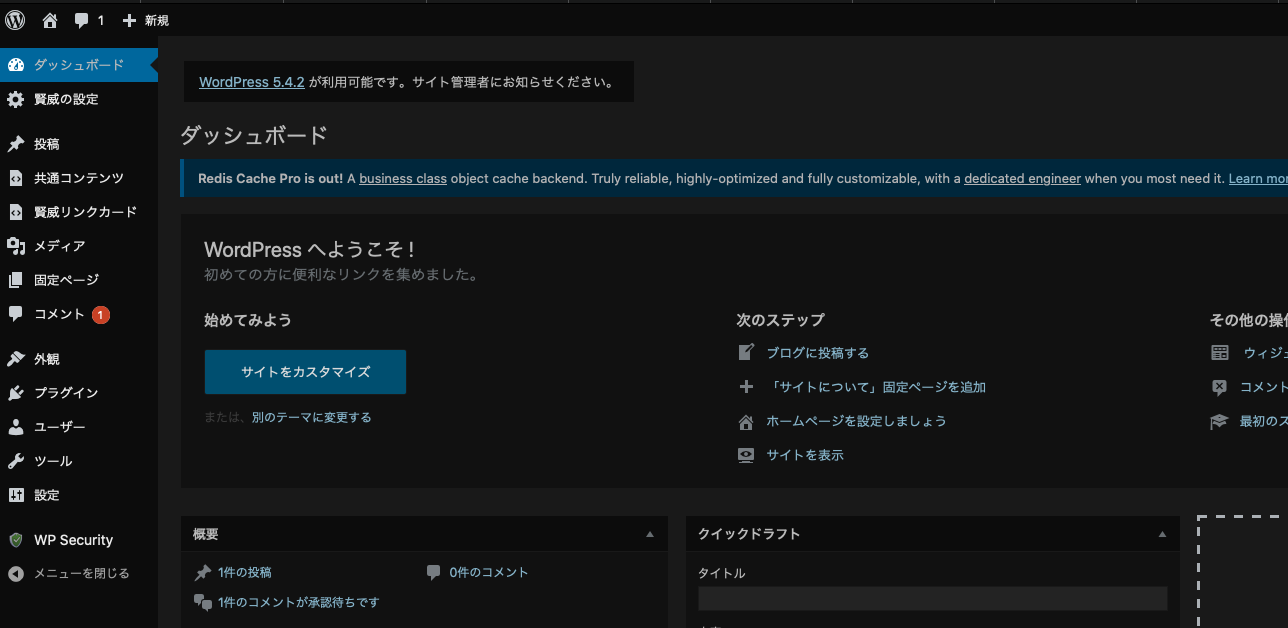 1 新規
ダッシュボード
賢威の設定
投稿
共通コンテンツ
賢威リンクカード
メディア
固定ページ
コメント 1
外観
プラグイン
ユーザー
ツール
設定
WP Security
メニューを閉じる
WordPress 5.4.2 が利用可能です。サイト管理者にお知らせください。
ダッシュボード
Redis Cache Pro is out! A business class object cache backend. Truly reliable, highly-optimized and fully customizable, with a dedicated engineer when you most need it. Learn mor
WordPress へようこそ !
初めての方に便利なリンクを集めました。
始めてみよう
サイトをカスタマイズ
または、別のテーマに変更する
次のステップ
ブログに投稿する
「サイトについて」固定ページを追加
ホームページを設定しましょう
サイトを表示
その他の操
ウィジ
コメント
最初のス
概要
1件の投稿
0件のコメント
1件のコメントが承認待ちです
クイックドラフト
タイトル